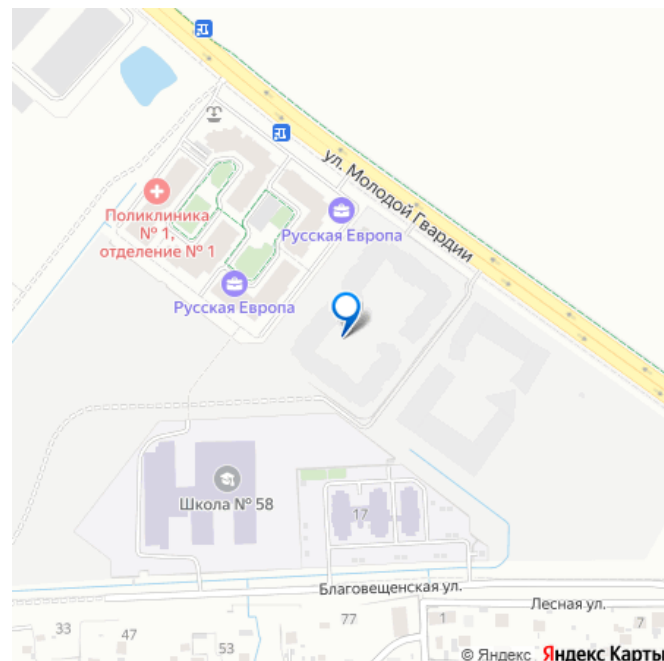 ул. Молодой Гвардии
Поликлиника
№ 1,
отделение № 1
Русская Европа
Русская Европа
Школа № 58
17
Благовещенская ул.
Лесная ул.
33
47
53
77
1
7
© Яндекс Яндекс Карты